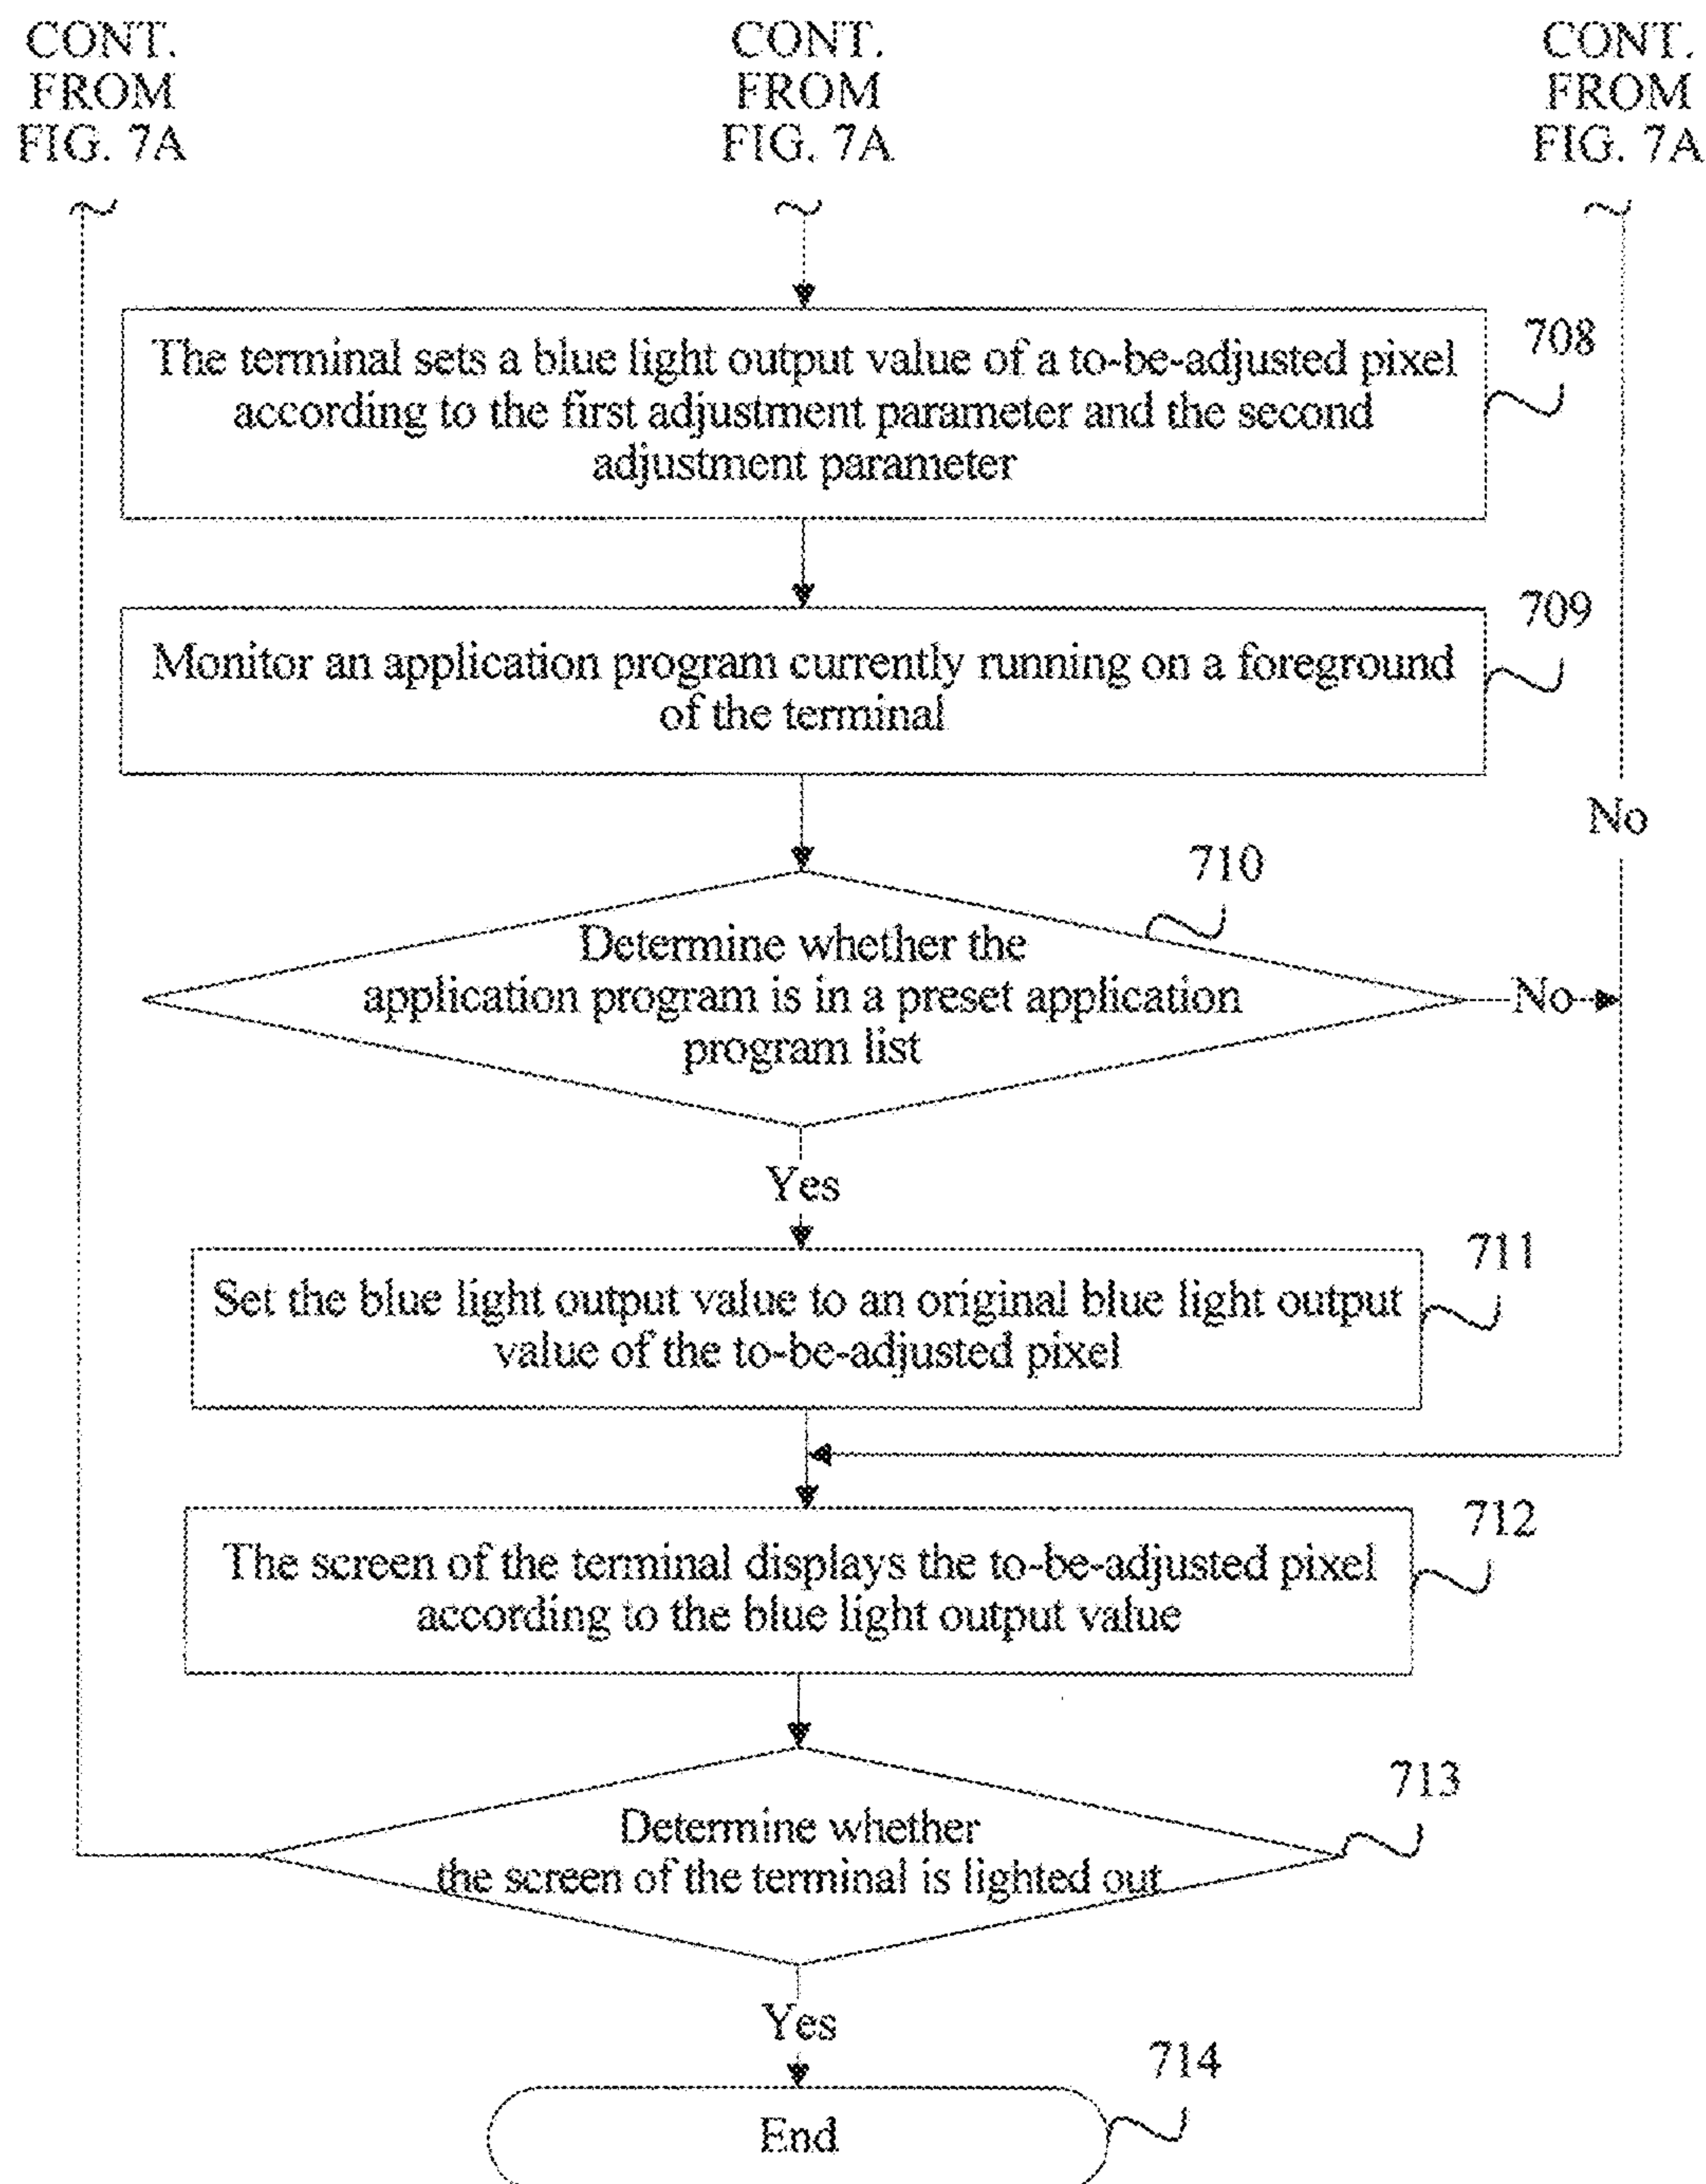 CONT.
FROM
FIG. 7A
CONT.
FROM
FIG. 7A
CONT.
FROM
FIG. 7A
708
The terminal sets a blue light output value of a to-be-adjusted pixel
according to the first adjustment parameter and the second
adjustment parameter
709
Monitor an application program currently running on a foreground
of the terminal
No
710
Determine whether the
application program is in a preset application
program list
No
Yes
711
Set the blue light output value to an original blue light output
value of the to-be-adjusted pixel
712
The screen of the terminal displays the to-be-adjusted pixel
according to the blue light output value
713
Determine whether
the screen of the terminal is lighted out
Yes
714
End